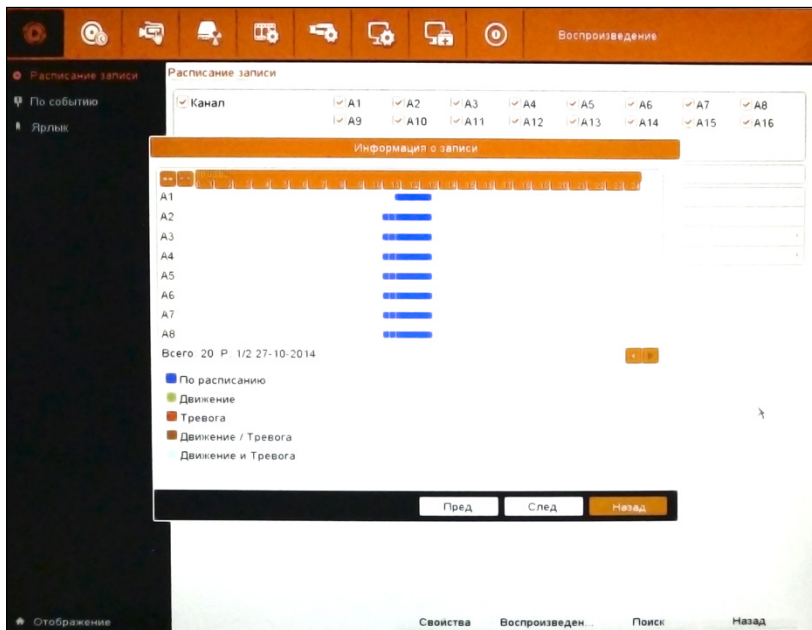 Воспроизведение
Расписание записи
По событию
Ярлык
Расписание записи
Канал A1 A2 A3 A4 A5 A6 A7 A8
A9 A10 A11 A12 A13 A14 A15 A16
Информация о записи
A1
A2
A3
A4
A5
A6
A7
A8
Всего: 20 P: 1/2 27-10-2014
По расписанию
Движение
Тревога
Движение / Тревога
Движение и Тревога
Пред. След. Назад
Отображение Свойства Воспроизведен... Поиск Назад